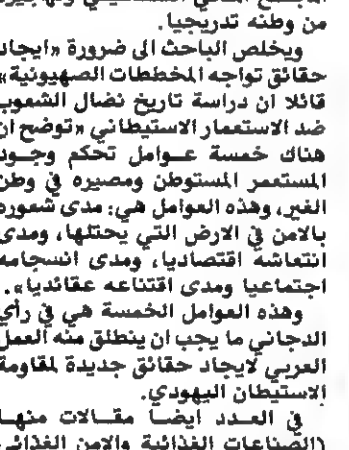 من وطنه تدريجيا.
ويخلص الباحث الى ضرورة «ايجاد
حقائق تواجه المخططات الصهيونية»
قائلا ان دراسة تاريخ نضال الشعوب
ضد الاستعمار الاستيطاني «توضح ان
هناك خمسة عوامل تحكم وجود
المستعمر المستوطن ومصيره في وطن
الغير، وهذه العوامل هي: مدى شعوره
بالامن في الارض التي يحتلها، ومدى
انتعاشه اقتصاديا، ومدى انسجامه
اجتماعيا ومدى اقتناعه عقائديا».
وهذه العوامل الخمسة هي في رأي
الدجاني ما يجب ان ينطلق منه العمل
العربي لايجاد حقائق جديدة لمقاومة
الاستيطان اليهودي.
في العدد ايضا مقالات منها
(الصناعات الغذائية والامن الغذائي